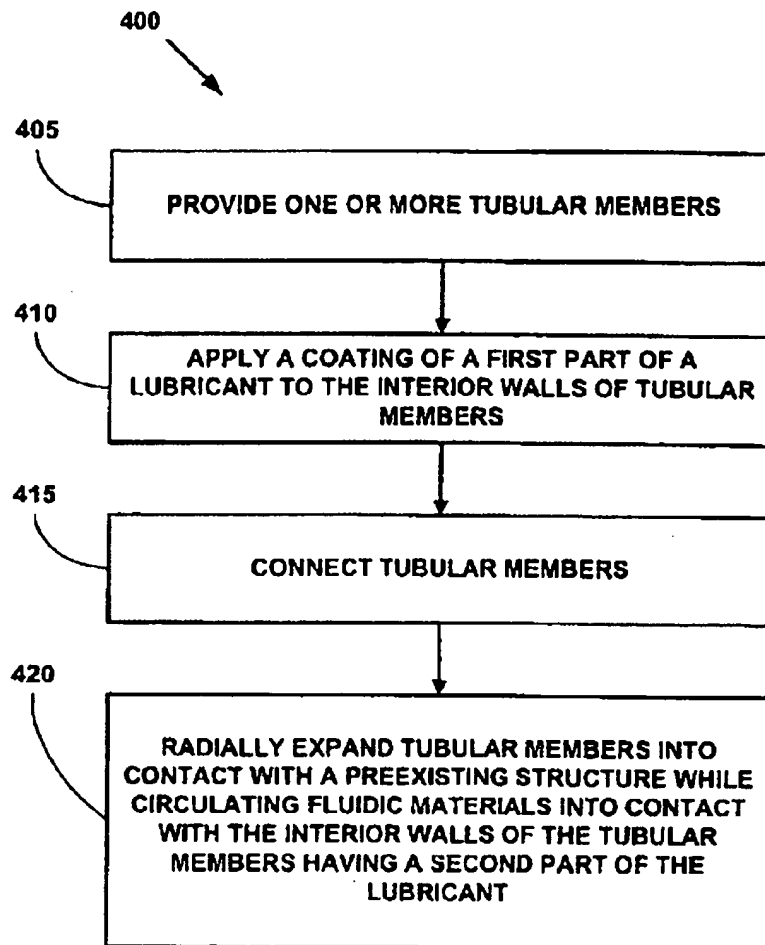 400
405
PROVIDE ONE OR MORE TUBULAR MEMBERS
410
APPLY A COATING OF A FIRST PART OF A
LUBRICANT TO THE INTERIOR WALLS OF TUBULAR
MEMBERS
415
CONNECT TUBULAR MEMBERS
420
RADIALLY EXPAND TUBULAR MEMBERS INTO
CONTACT WITH A PREEXISTING STRUCTURE WHILE
CIRCULATING FLUIDIC MATERIALS INTO CONTACT
WITH THE INTERIOR WALLS OF THE TUBULAR
MEMBERS HAVING A SECOND PART OF THE
LUBRICANT